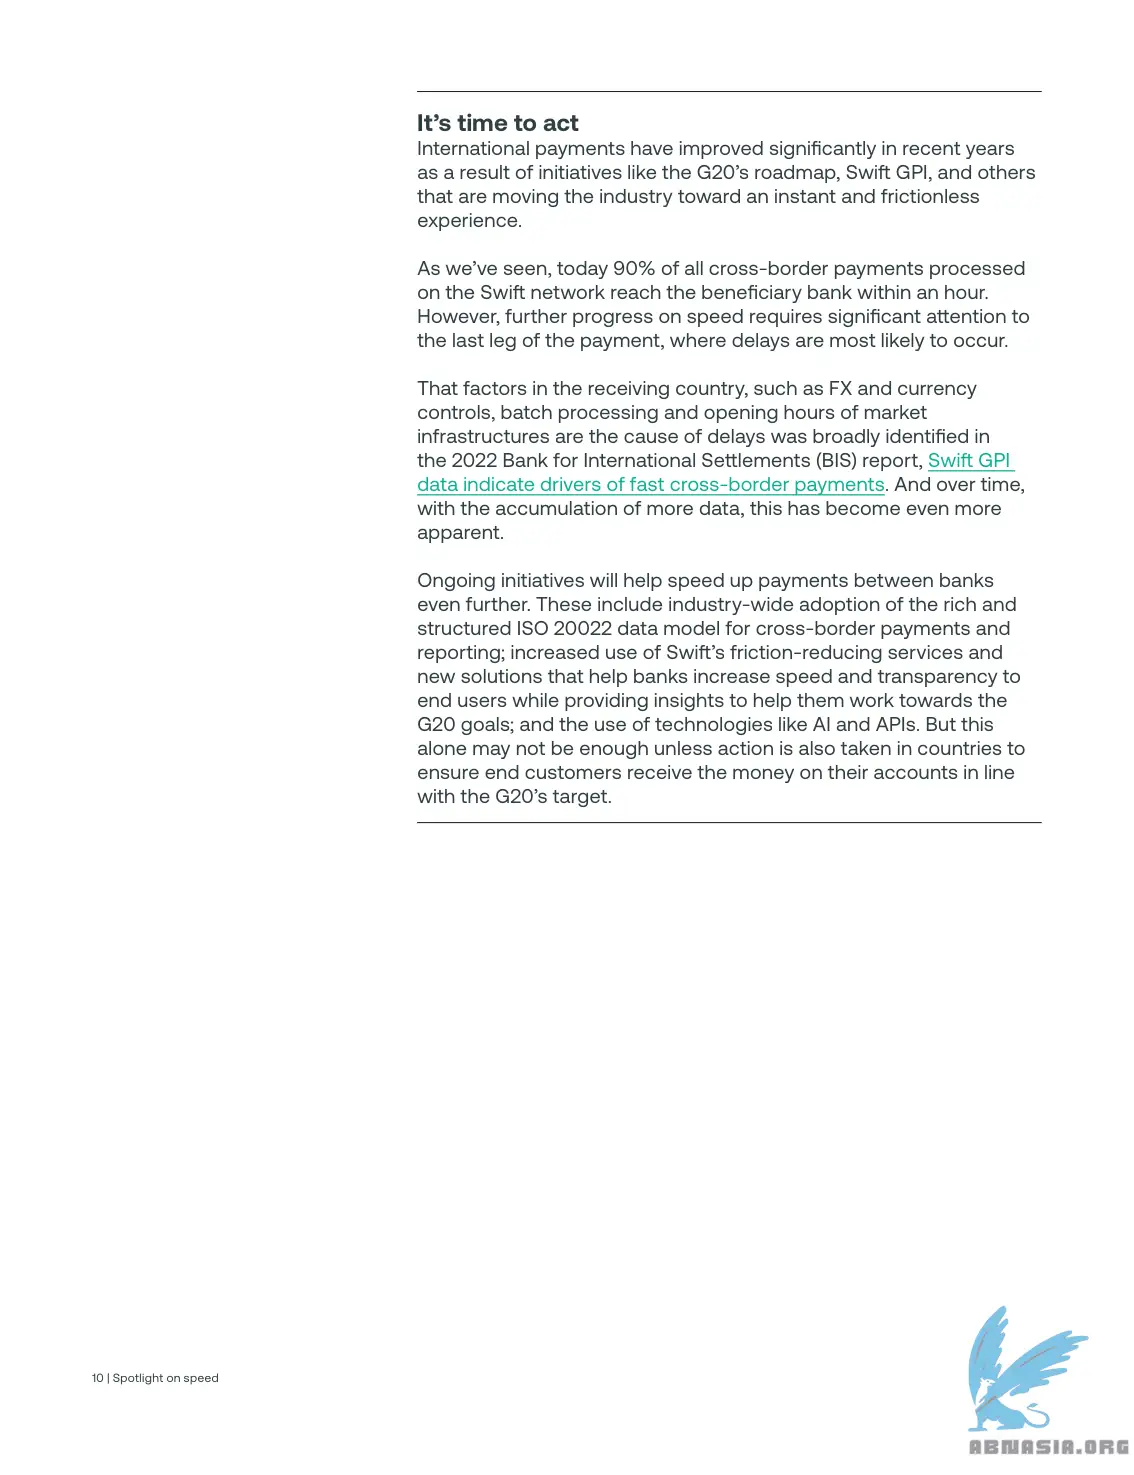 It’s time to act
International payments have improved significantly in recent years
as a result of initiatives like the G20’s roadmap, Swift GPI, and others
that are moving the industry toward an instant and frictionless
experience.
As we’ve seen, today 90% of all cross-border payments processed
on the Swift network reach the beneficiary bank within an hour.
However, further progress on speed requires significant attention to
the last leg of the payment, where delays are most likely to occur.
That factors in the receiving country, such as FX and currency
controls, batch processing and opening hours of market
infrastructures are the cause of delays was broadly identified in
the 2022 Bank for International Settlements (BIS) report, Swift GPI
data indicate drivers of fast cross-border payments. And over time,
with the accumulation of more data, this has become even more
apparent.
Ongoing initiatives will help speed up payments between banks
even further. These include industry-wide adoption of the rich and
structured ISO 20022 data model for cross-border payments and
reporting; increased use of Swift’s friction-reducing services and
new solutions that help banks increase speed and transparency to
end users while providing insights to help them work towards the
G20 goals; and the use of technologies like AI and APIs. But this
alone may not be enough unless action is also taken in countries to
ensure end customers receive the money on their accounts in line
with the G20’s target.
10 | Spotlight on speed
ABNASIA.ORG